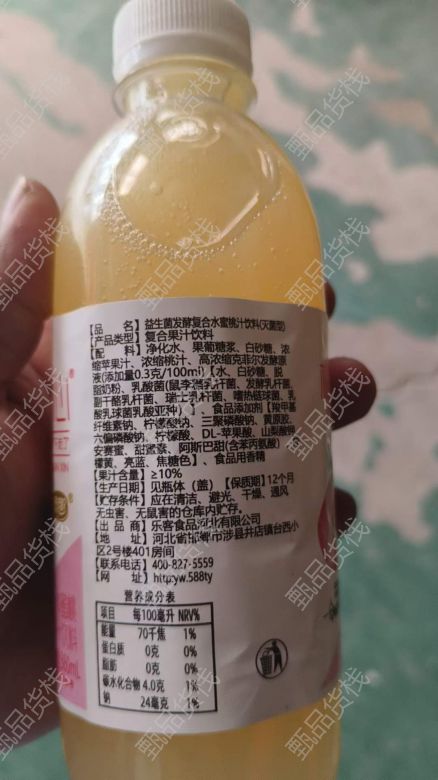 【品 名】益生菌发酵复合水蜜桃汁饮料(灭菌型)
【产品类型】复合果汁饮料
【配 料】净化水、果葡糖浆、白砂糖、浓
缩苹果汁、浓缩桃汁、高浓缩克菲尔发酵原
液(添加量0.3克/100ml)【水、白砂糖、脱
脂奶粉、乳酸菌(鼠李糖乳杆菌、发酵乳杆菌、
副干酪乳杆菌、瑞士乳杆菌、嗜热链球菌、乳
酸乳球菌乳酸亚种)】、食品添加剂【羧甲基
纤维素钠、柠檬酸钠、三聚磷酸钠、黄原胶、
六偏磷酸钠、柠檬酸、DL-苹果酸、山梨酸钾、
安赛蜜、甜蜜素、阿斯巴甜(含苯丙氨酸)、
柠檬黄、亮蓝、焦糖色】、食品用香精
【果汁含量】≥10%
【生产日期】见瓶体(盖)【保质期】12个月
【贮存条件】应在清洁、避光、干燥、通风
、无虫害、无鼠害的仓库内贮存。
【出 品 商】乐客食品河北有限公司
【地 址】河北省邯郸市涉县井店镇台西小
区2号楼401房间
【联系电话】400-827-5559
【网 址】http:yw.588ty
营养成分表
项目 每100毫升 NRV%
能量 70千焦 1%
蛋白质 0克 0%
脂肪 0克 0%
碳水化合物 4.0克 1%
钠 24毫克 1%
甄品货栈